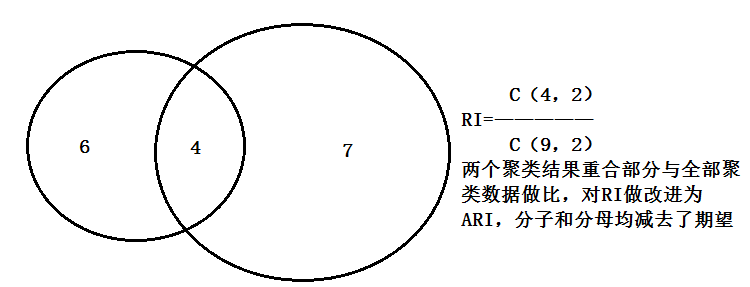 6
4
7
C（4，2）
RI=—————
C（9，2）
两个聚类结果重合部分与全部聚
类数据做比，对RI做改进为
ARI，分子和分母均减去了期望